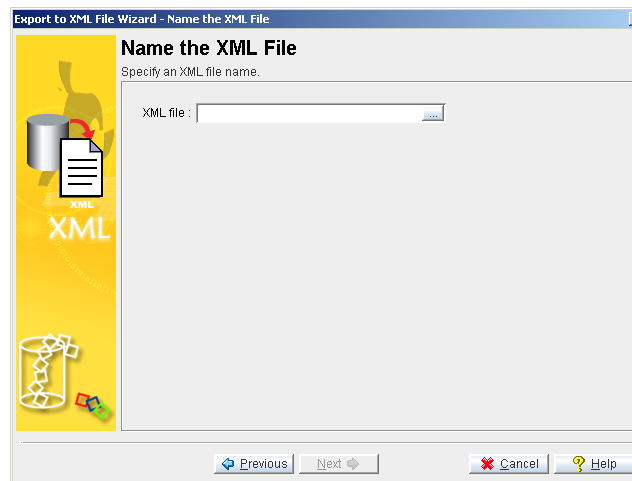 Export to XML File Wizard - Name the XML File
Name the XML File
Specify an XML file name.
XML file :
...
XML
XML
Previous
Next
Cancel
Help